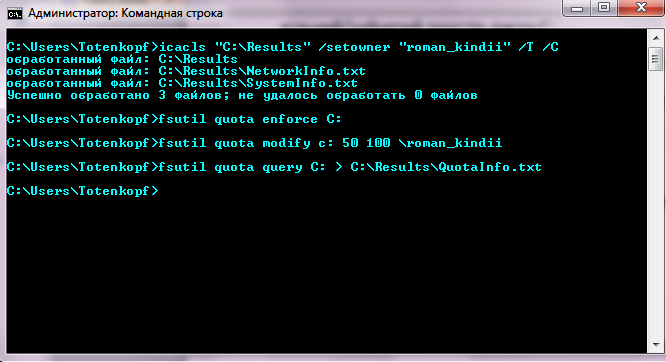 Администратор: Командная строка
C:\Users\Totenkopf>icacls "C:\Results" /setowner "roman_kindii" /T /C
обработанный файл: C:\Results
обработанный файл: C:\Results\NetworkInfo.txt
обработанный файл: C:\Results\SystemInfo.txt
Успешно обработано 3 файлов; не удалось обработать 0 файлов
C:\Users\Totenkopf>fsutil quota enforce C:
C:\Users\Totenkopf>fsutil quota modify c: 50 100 \roman_kindii
C:\Users\Totenkopf>fsutil quota query C: > C:\Results\QuotaInfo.txt
C:\Users\Totenkopf>